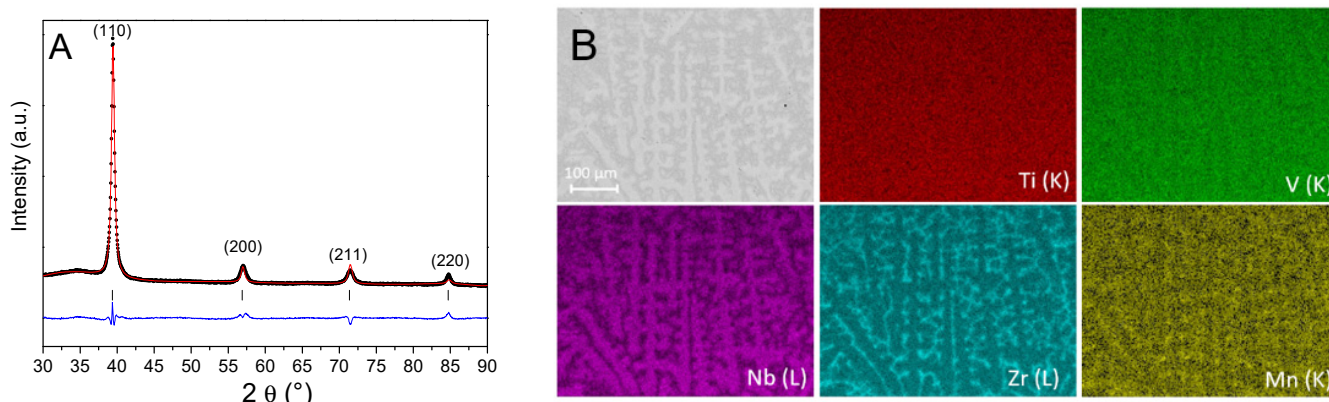 A
(110)
(200)
(211)
(220)
Intensity (a.u.)
30 35 40 45 50 55 60 65 70 75 80 85 90
2 θ (°)
B
100 µm
Ti (K)
V (K)
Nb (L)
Zr (L)
Mn (K)